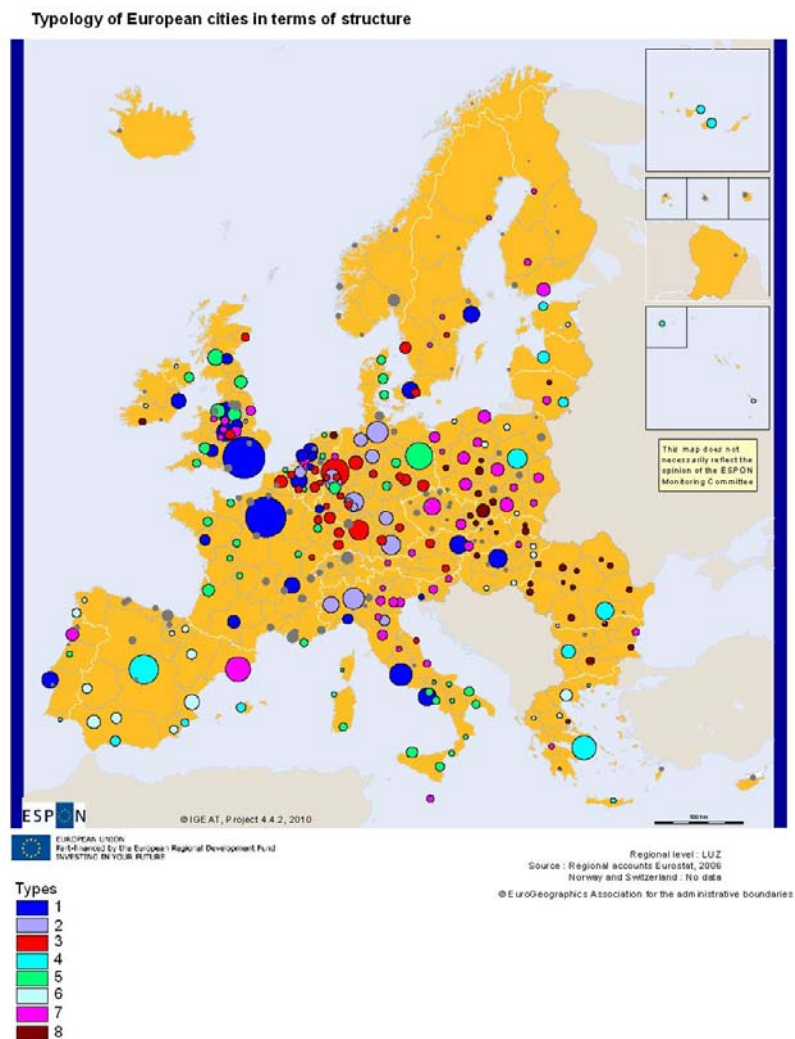 Typology of European cities in terms of structure
This map does not
necessarily reflect the
opinion of the ESPON
Monitoring Committee
ESPON
© IGEAT, Project 4.4.2, 2010
500 km
EUROPEAN UNION
Part-financed by the European Regional Development Fund
INVESTING IN YOUR FUTURE
Regional level : LUZ
Source : Regional accounts Eurostat, 2006
Norway and Switzerland : No data
© EuroGeographics Association for the administrative boundaries
Types
1
2
3
4
5
6
7
8